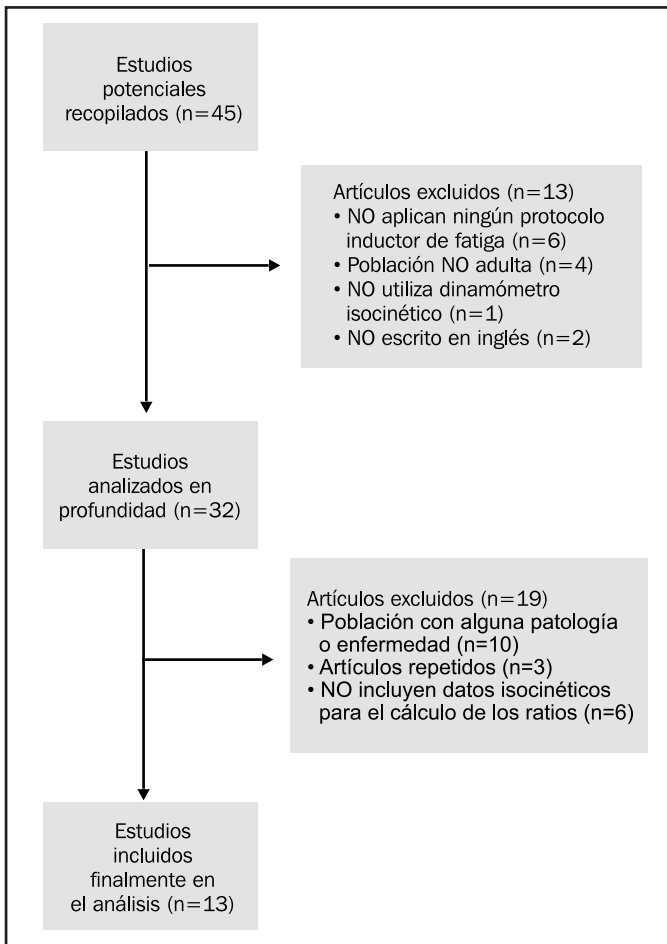 Estudios
potenciales
recopilados (n=45)
Artículos excluidos (n=13)
• NO aplican ningún protocolo
inductor de fatiga (n=6)
• Población NO adulta (n=4)
• NO utiliza dinamómetro
isocinético (n=1)
• NO escrito en inglés (n=2)
Estudios
analizados en
profundidad (n=32)
Artículos excluidos (n=19)
• Población con alguna patología
o enfermedad (n=10)
• Artículos repetidos (n=3)
• NO incluyen datos isocinéticos
para el cálculo de los ratios (n=6)
Estudios
incluidos
finalmente en
el análisis (n=13)